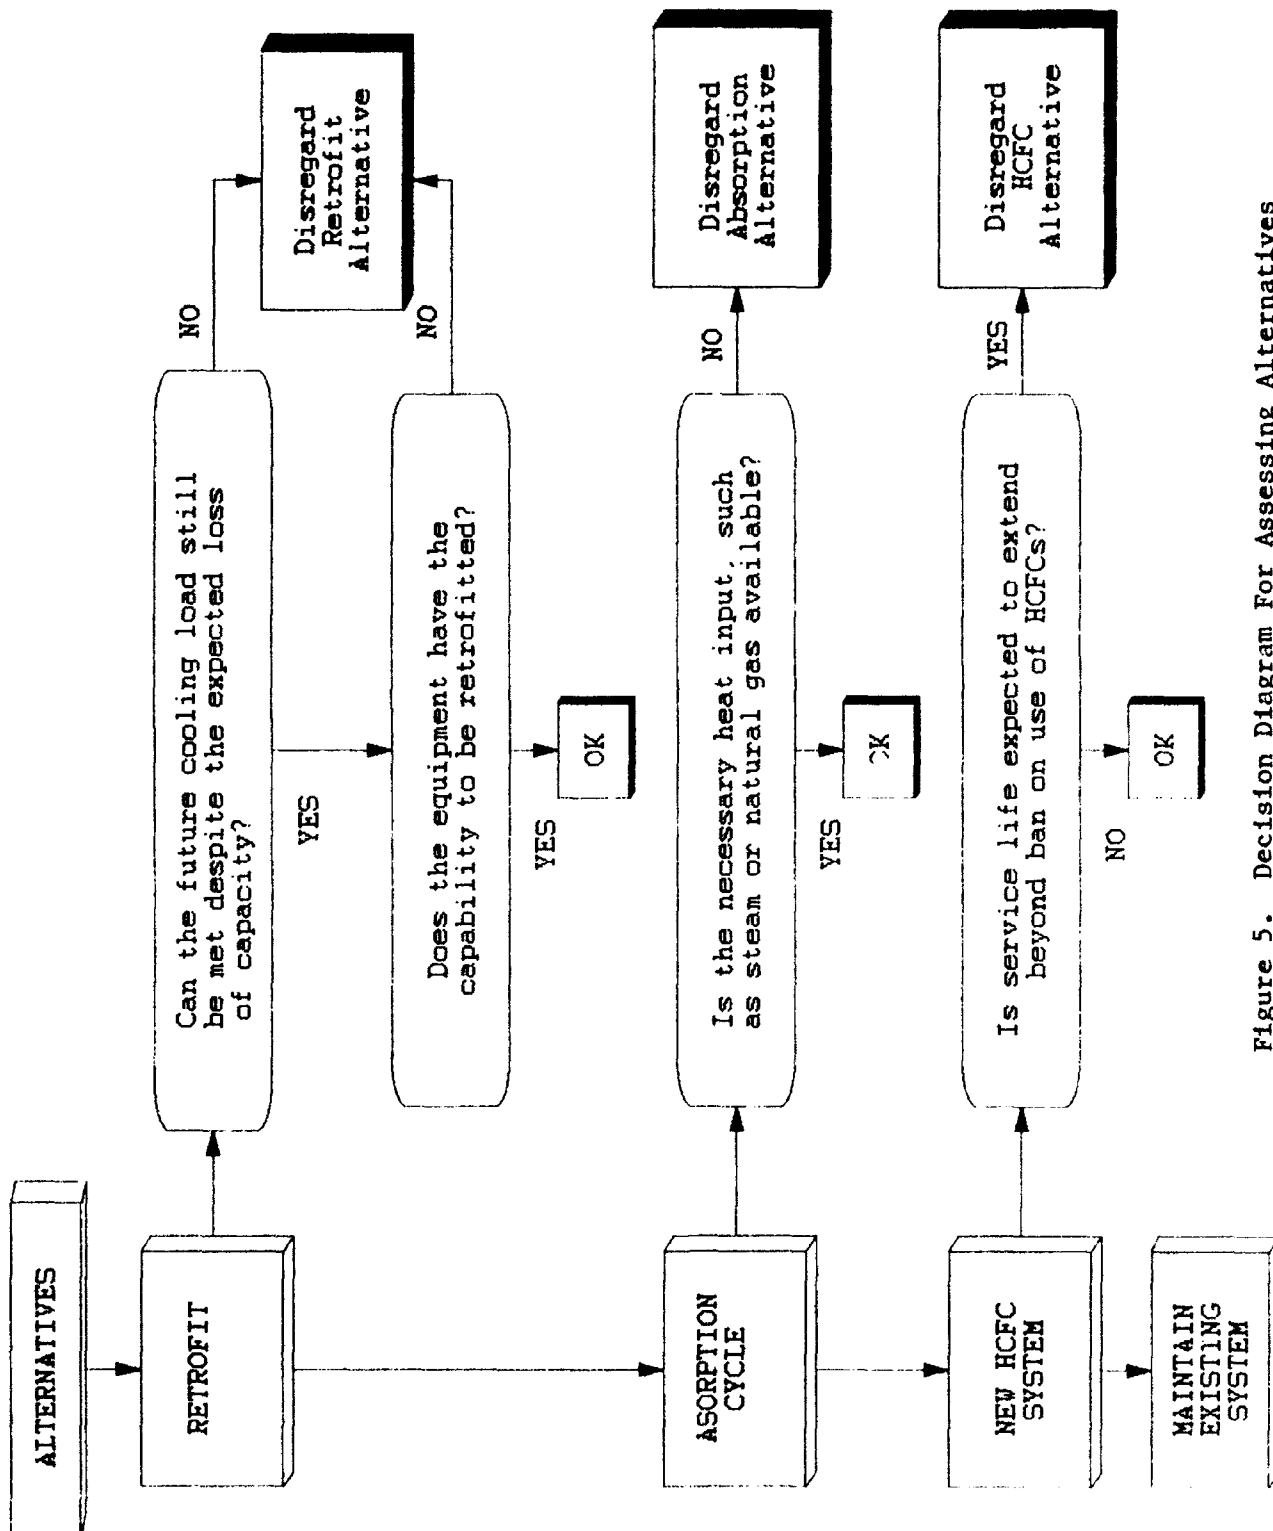 ALTERNATIVES
RETROFIT
Can the future cooling load still
be met despite the expected loss
of capacity?
NO
Disregard
Retrofit
Alternative
YES
Does the equipment have the
capability to be retrofitted?
NO
YES
OK
ASORPTION
CYCLE
Is the necessary heat input, such
as steam or natural gas available?
NO
Disregard
Absorption
Alternative
YES
OK
NEW HCFC
SYSTEM
Is service life expected to extend
beyond ban on use of HCFCs?
YES
Disregard
HCFC
Alternative
NO
OK
MAINTAIN
EXISTING
SYSTEM
Figure 5. Decision Diagram For Assessing Alternatives